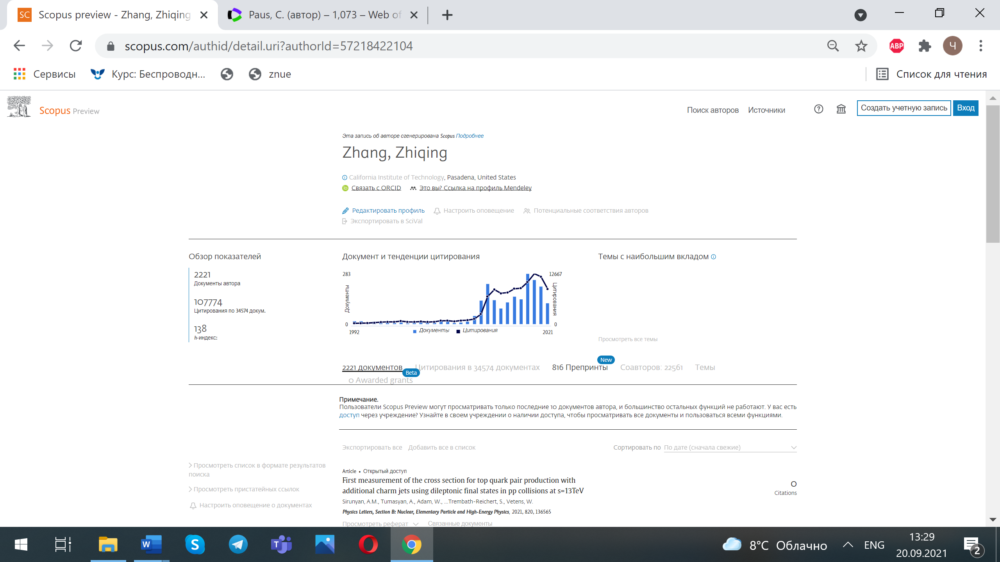 SC Scopus preview - Zhang, Zhiqing
Paus, C. (автор) – 1,073 – Web of
scopus.com/authid/detail.uri?authorId=57218422104
ABP
Ч
Сервисы
Курс: Беспроводн...
znue
Список для чтения
Scopus Preview
Поиск авторов
Источники
Создать учетную запись
Вход
Эта запись об авторе сгенерирована Scopus Подробнее
Zhang, Zhiqing
California Institute of Technology, Pasadena, United States
iD Связать с ORCID
Это вы? Ссылка на профиль Mendeley
Редактировать профиль
Настроить оповещение
Потенциальные соответствия авторов
Экспортировать в SciVal
Обзор показателей
2221
Документы автора
107774
Цитирования по 34574 докум.
138
h-индекс:
Документ и тенденции цитирования
283
12667
Документы
Цитирования
0
0
1992
2021
Документы
Цитирования
Темы с наибольшим вкладом
Просмотреть все темы
New
2221 документов
Цитирования в 34574 документах
816 Препринты
Соавторов: 22561
Темы
Beta
0 Awarded grants
Примечание.
Пользователи Scopus Preview могут просматривать только последние 10 документов автора, и большинство остальных функций не работают. У вас есть
доступ через учреждение? Узнайте в своем учреждении о наличии доступа, чтобы просматривать все документы и пользоваться всеми функциями.
Экспортировать все
Добавить все в список
Сортировать по По дате (сначала свежие)
Просмотреть список в формате результатов
поиска
Просмотреть пристатейных ссылок
Настроить оповещение о документах
Article • Открытый доступ
First measurement of the cross section for top quark pair production with
additional charm jets using dileptonic final states in pp collisions at s=13TeV
Sirunyan, A.M., Tumasyan, A., Adam, W., ...Trembath-Reichert, S., Vetens, W.
Physics Letters, Section B: Nuclear, Elementary Particle and High-Energy Physics, 2021, 820, 136565
0
Citations
Просмотреть реферат
Связанные документы
8°C Облачно
ENG
13:29
20.09.2021
2